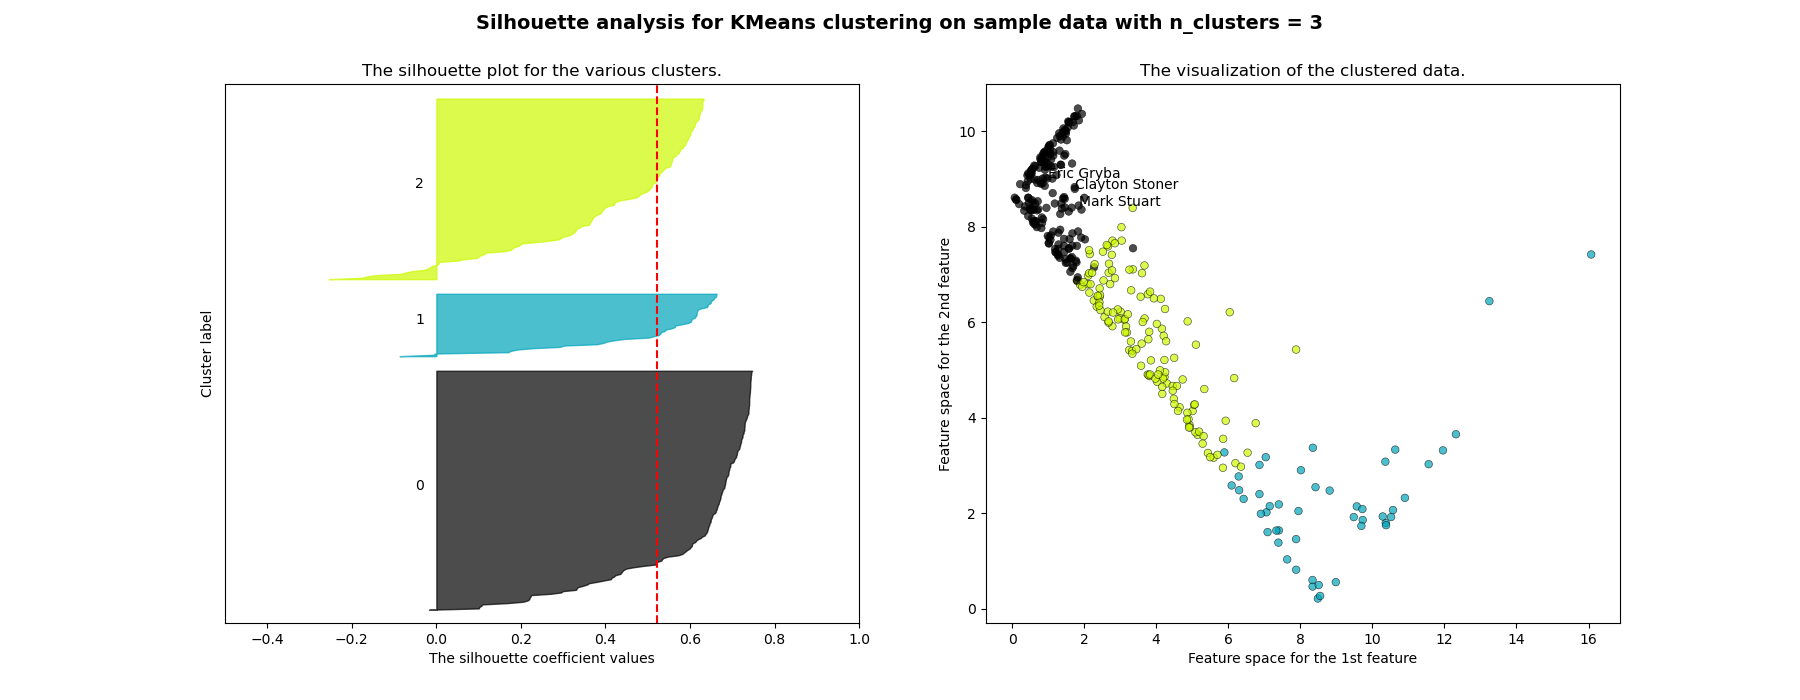 Silhouette analysis for KMeans clustering on sample data with n_clusters = 3
The silhouette plot for the various clusters.
2
1
0
Cluster label
−0.4 −0.2 0.0 0.2 0.4 0.6 0.8 1.0
The silhouette coefficient values
The visualization of the clustered data.
Eric Gryba
Clayton Stoner
Mark Stuart
10
8
6
4
2
0
Feature space for the 2nd feature
0 2 4 6 8 10 12 14 16
Feature space for the 1st feature